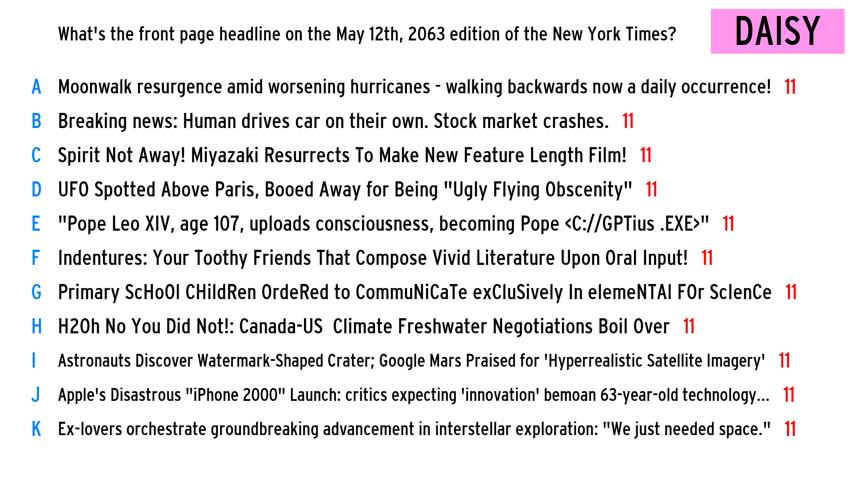 What's the front page headline on the May 12th, 2063 edition of the New York Times?
DAISY
A Moonwalk resurgence amid worsening hurricanes - walking backwards now a daily occurrence! 11
B Breaking news: Human drives car on their own. Stock market crashes. 11
C Spirit Not Away! Miyazaki Resurrects To Make New Feature Length Film! 11
D UFO Spotted Above Paris, Booed Away for Being "Ugly Flying Obscenity" 11
E "Pope Leo XIV, age 107, uploads consciousness, becoming Pope <C://GPTius .EXE>" 11
F Indentures: Your Toothy Friends That Compose Vivid Literature Upon Oral Input! 11
G Primary ScHoOl CHildRen OrdeRed to CommuNiCaTe exCluSively In elemeNTAl FOr ScIenCe 11
H H2Oh No You Did Not!: Canada-US Climate Freshwater Negotiations Boil Over 11
I Astronauts Discover Watermark-Shaped Crater; Google Mars Praised for 'Hyperrealistic Satellite Imagery' 11
J Apple's Disastrous "iPhone 2000" Launch: critics expecting 'innovation' bemoan 63-year-old technology... 11
K Ex-lovers orchestrate groundbreaking advancement in interstellar exploration: "We just needed space." 11